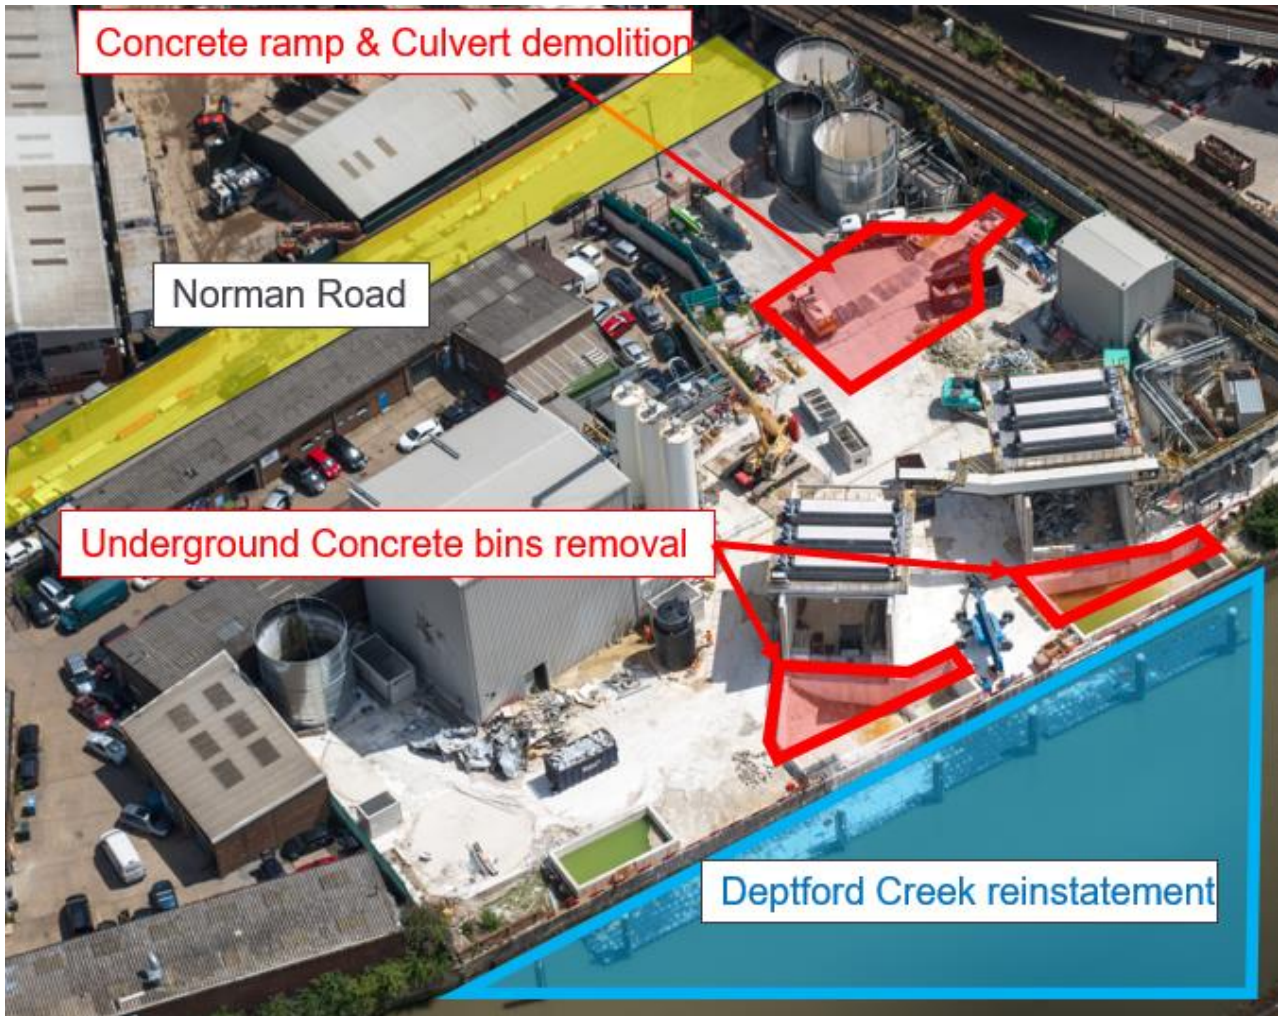 Concrete ramp & Culvert demolition
Norman Road
Underground Concrete bins removal
Deptford Creek reinstatement